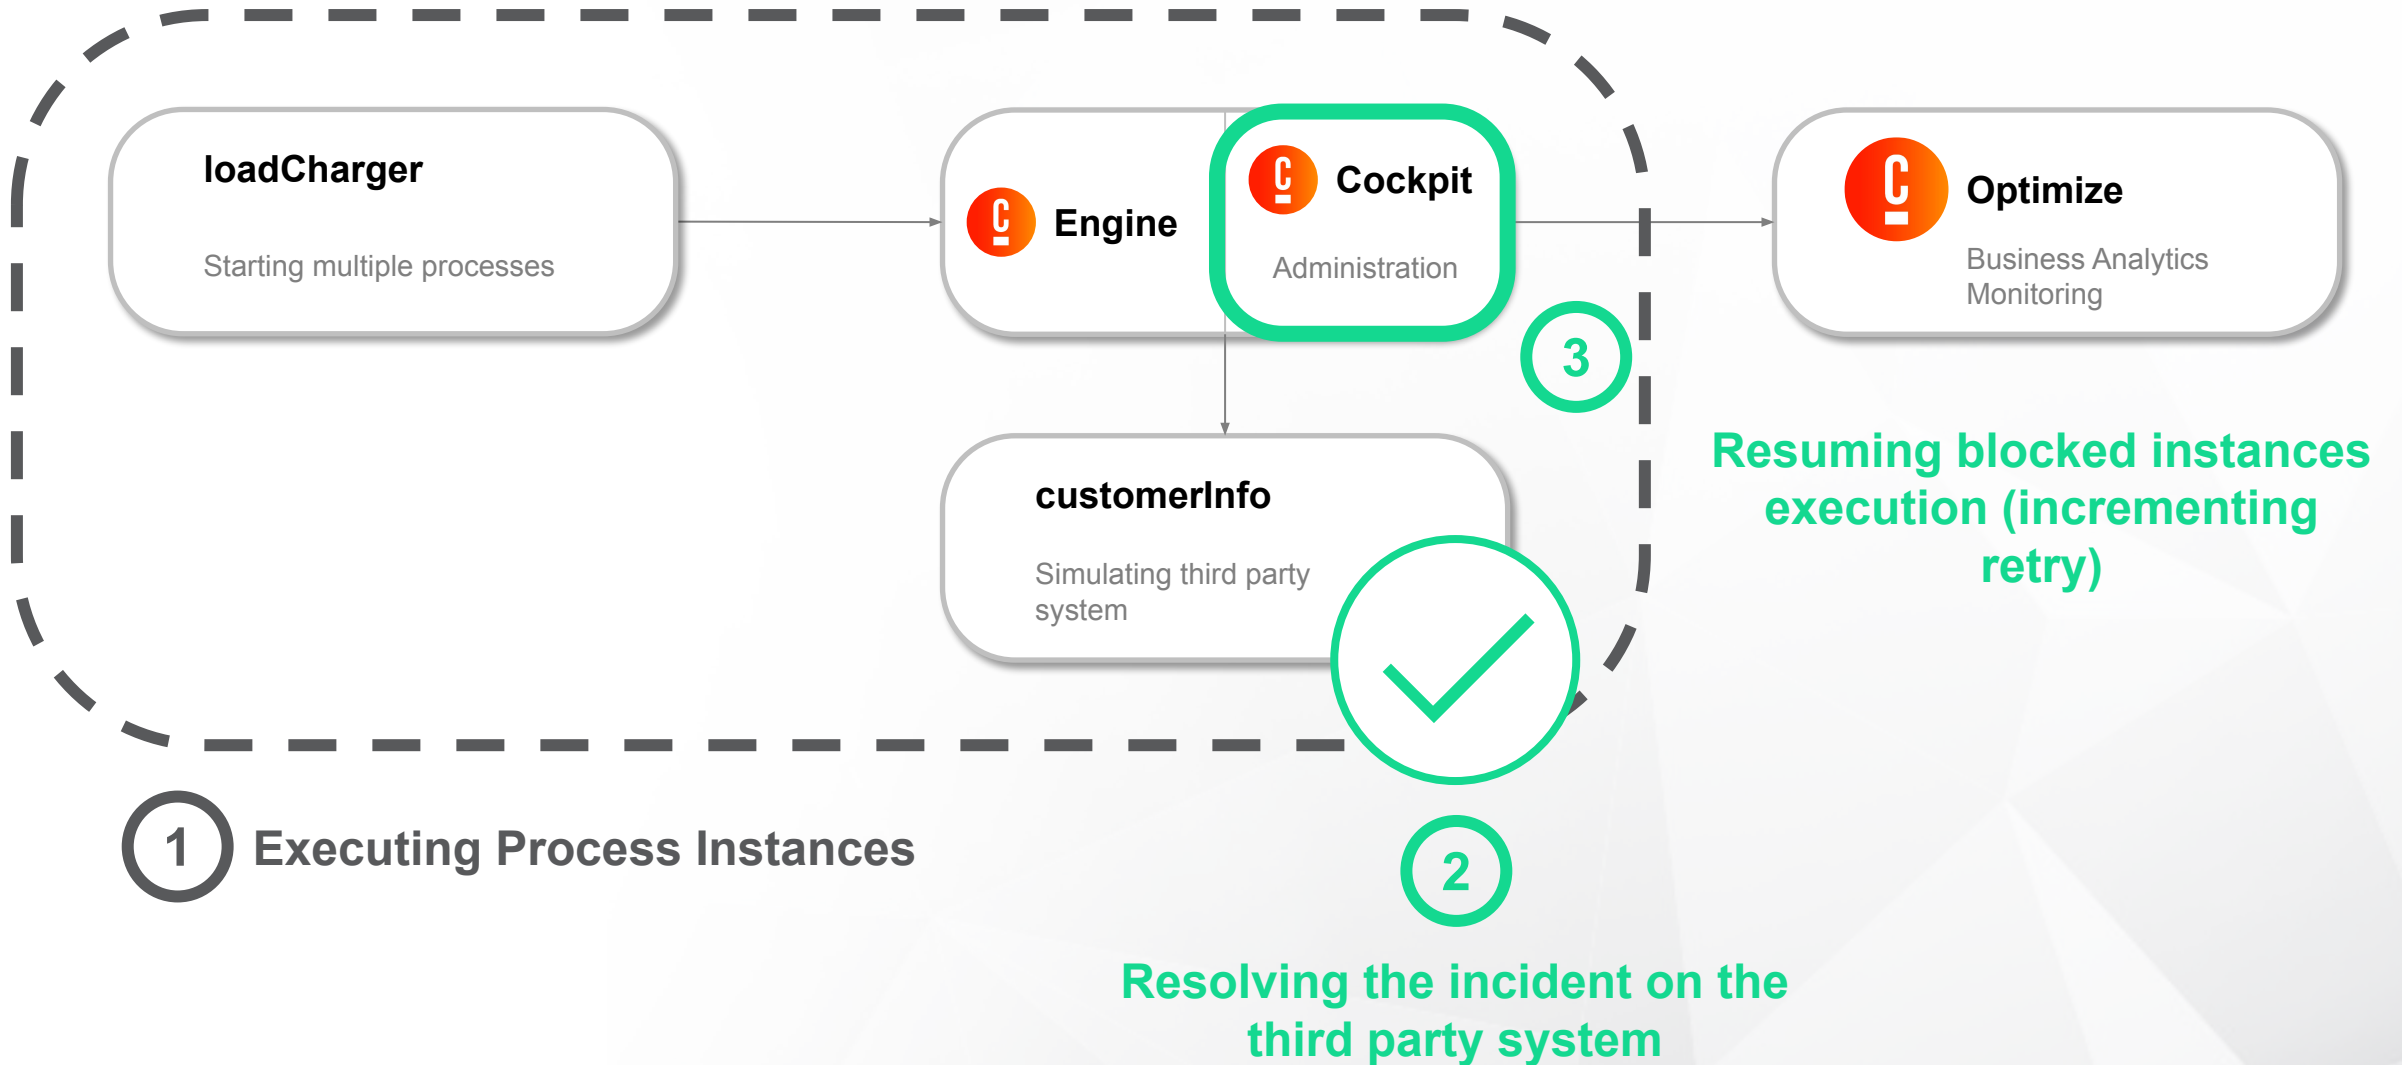 loadCharger
Starting multiple processes
Engine
Cockpit
Administration
Optimize
Business Analytics
Monitoring
3
customerInfo
Simulating third party
system
Resuming blocked instances
execution (incrementing
retry)
1
Executing Process Instances
2
Resolving the incident on the
third party system